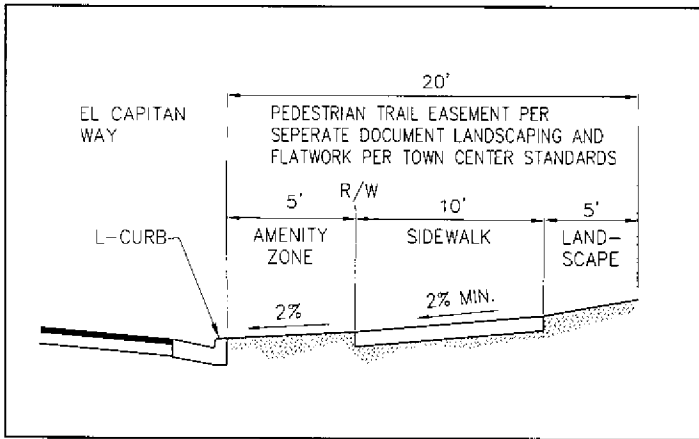 20'
EL CAPITAN
WAY
PEDESTRIAN TRAIL EASEMENT PER
SEPERATE DOCUMENT LANDSCAPING AND
FLATWORK PER TOWN CENTER STANDARDS
R/W
5'
10'
5'
L-CURB
AMENITY
ZONE
SIDEWALK
LAND-
SCAPE
2%
2% MIN.